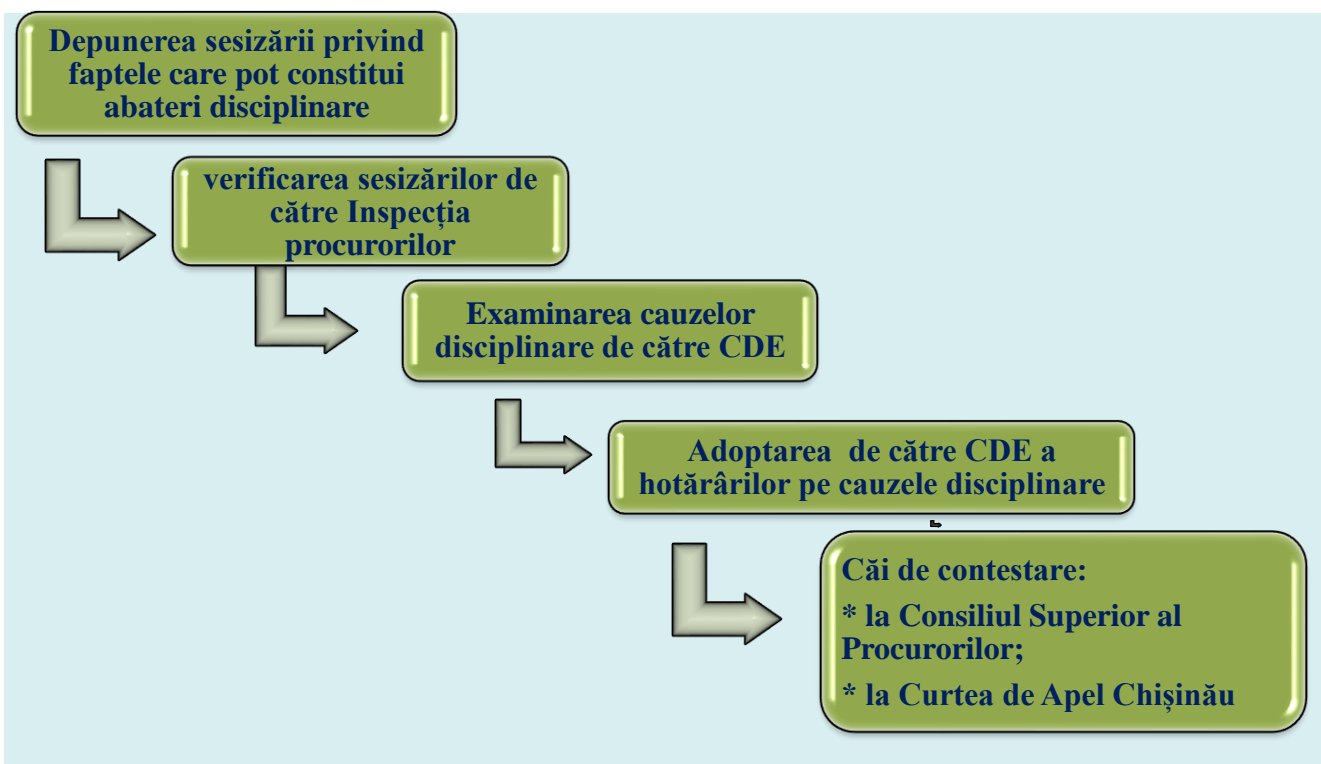 Depunerea sesizării privind
faptele care pot constitui
abateri disciplinare
verificarea sesizărilor de
către Inspecția
procurorilor
Examinarea cauzelor
disciplinare de către CDE
Adoptarea de către CDE a
hotărârilor pe cauzele disciplinare
Căi de contestare:
* la Consiliul Superior al
Procurorilor;
* la Curtea de Apel Chișinău